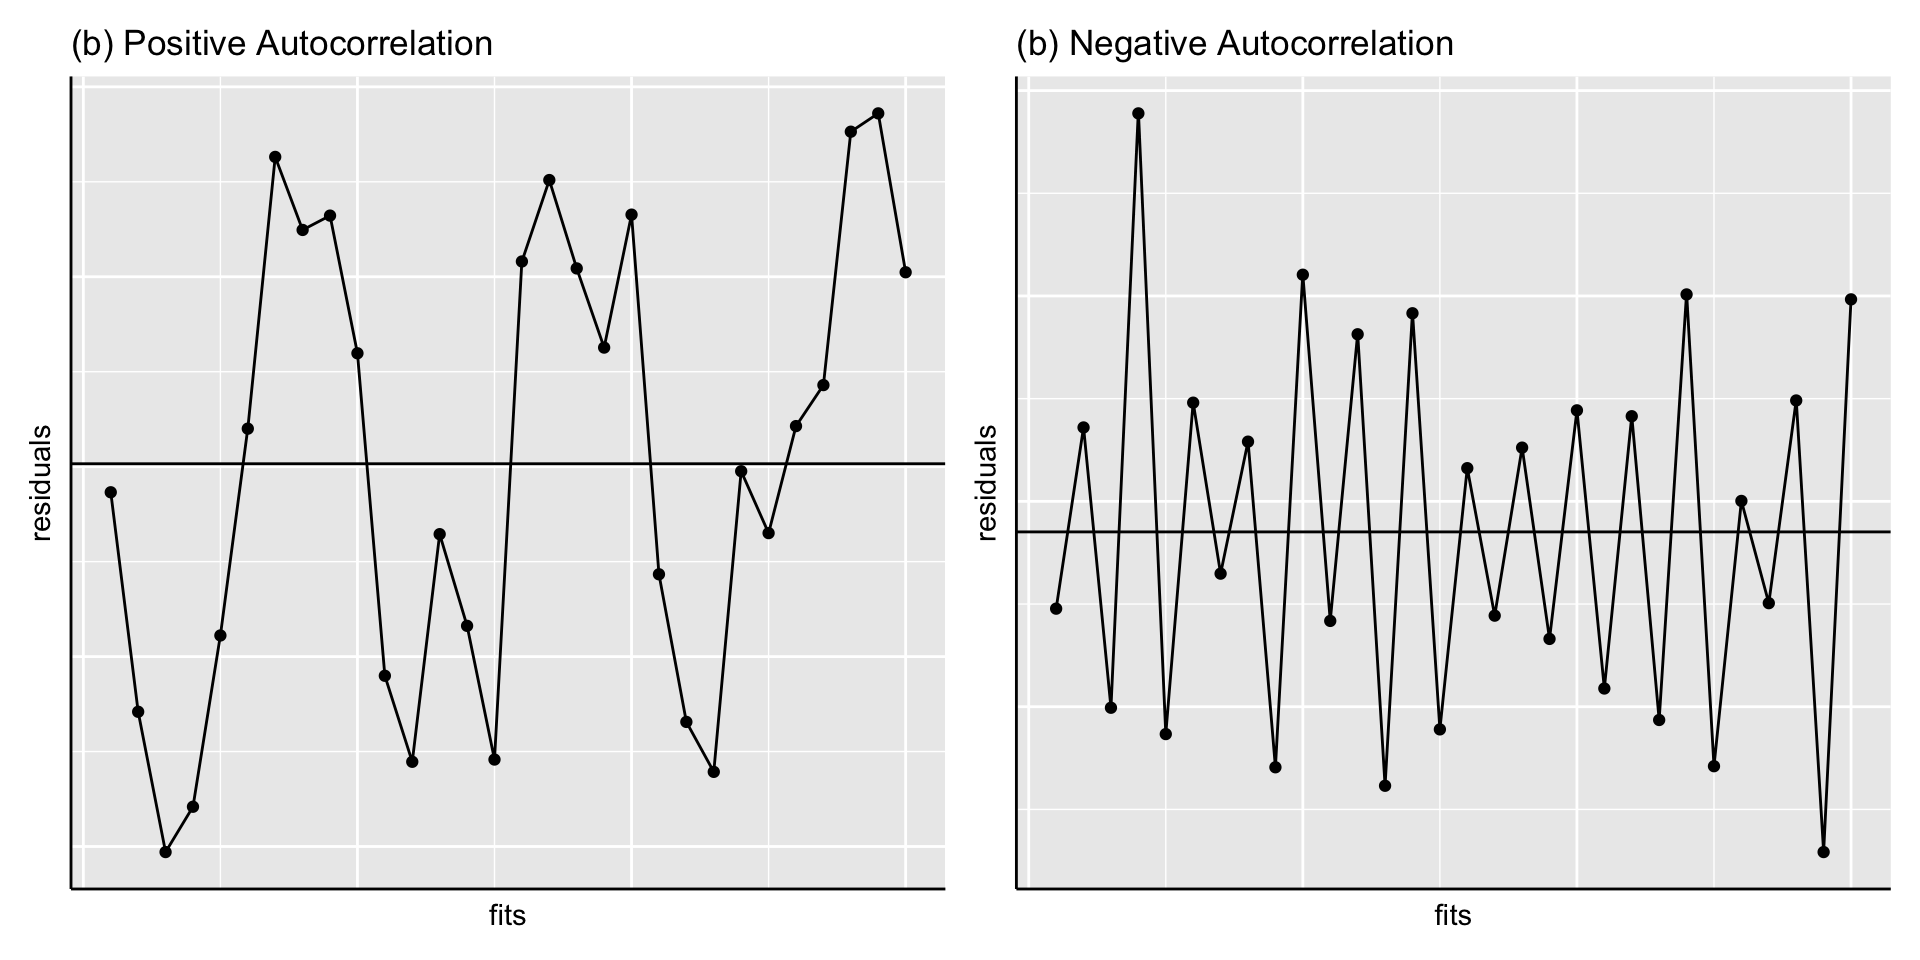 (b) Positive Autocorrelation
residuals
fits
(b) Negative Autocorrelation
residuals
fits